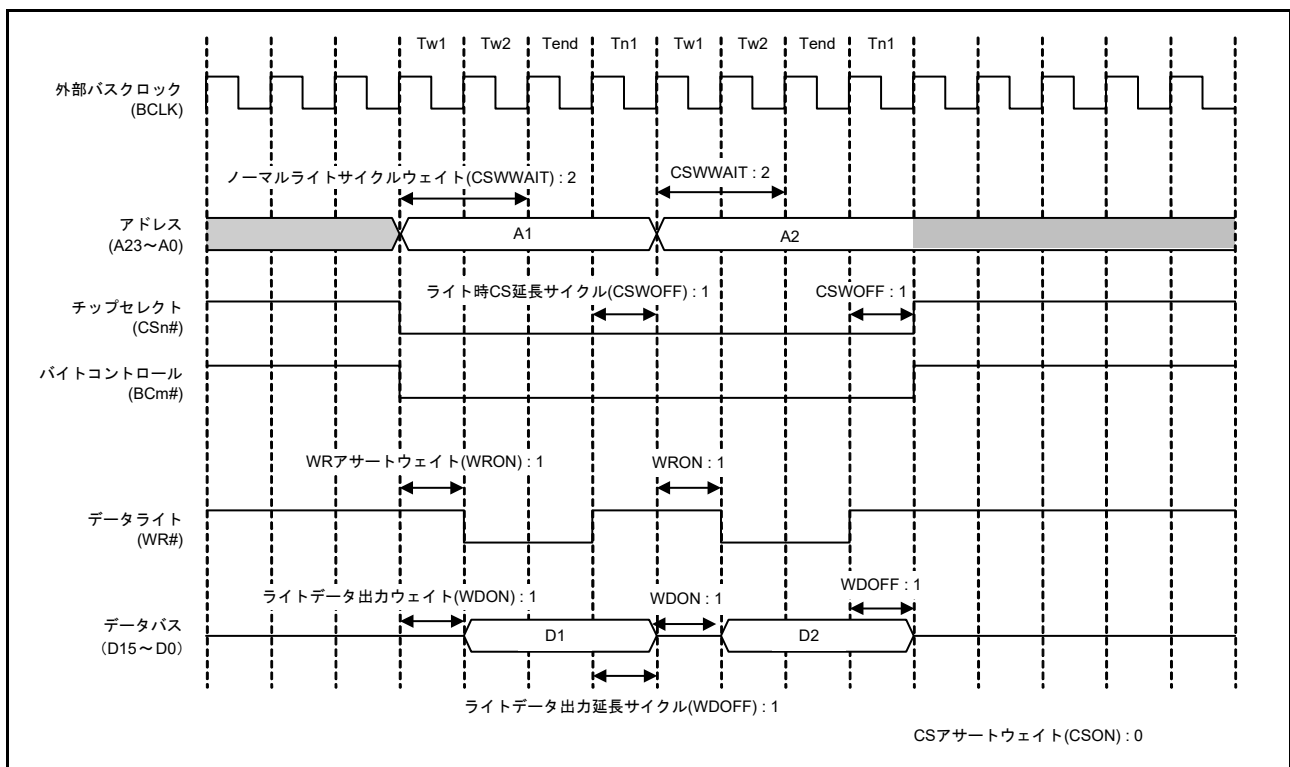 Tw1 Tw2 Tend Tn1 Tw1 Tw2 Tend Tn1
外部バスクロック
(BCLK)
ノーマルライトサイクルウェイト(CSWWAIT) : 2
CSWWAIT : 2
アドレス
(A23～A0)
A1
A2
ライト時CS延長サイクル(CSWOFF) : 1
CSWOFF : 1
チップセレクト
(CSn#)
バイトコントロール
(BCm#)
WRアサートウェイト(WRON) : 1
WRON : 1
データライト
(WR#)
ライトデータ出力ウェイト(WDON) : 1
WDON : 1
WDOFF : 1
データバス
（D15～D0）
D1
D2
ライトデータ出力延長サイクル(WDOFF) : 1
CSアサートウェイト(CSON) : 0